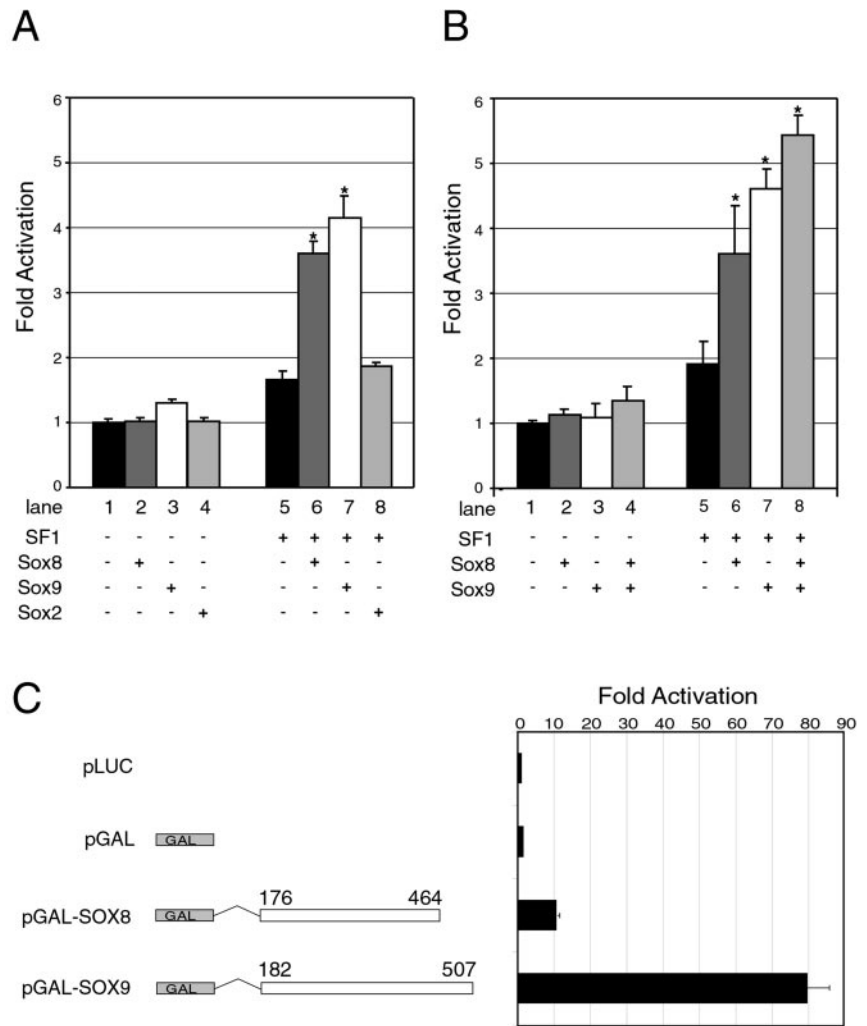 A
6
5
4
3
2
1
0
Fold Activation
*
*
lane 1 2 3 4 5 6 7 8
SF1 - - - - + + + +
Sox8 - + - - - + - -
Sox9 - - + - - - + -
Sox2 - - - + - - - +
B
6
5
4
3
2
1
0
Fold Activation
*
*
*
lane 1 2 3 4 5 6 7 8
SF1 - - - - + + + +
Sox8 - + - + - + - +
Sox9 - - + + - - + +
C
Fold Activation
0 10 20 30 40 50 60 70 80 90
pLUC
pGAL GAL
176 464
pGAL-SOX8 GAL
182 507
pGAL-SOX9 GAL